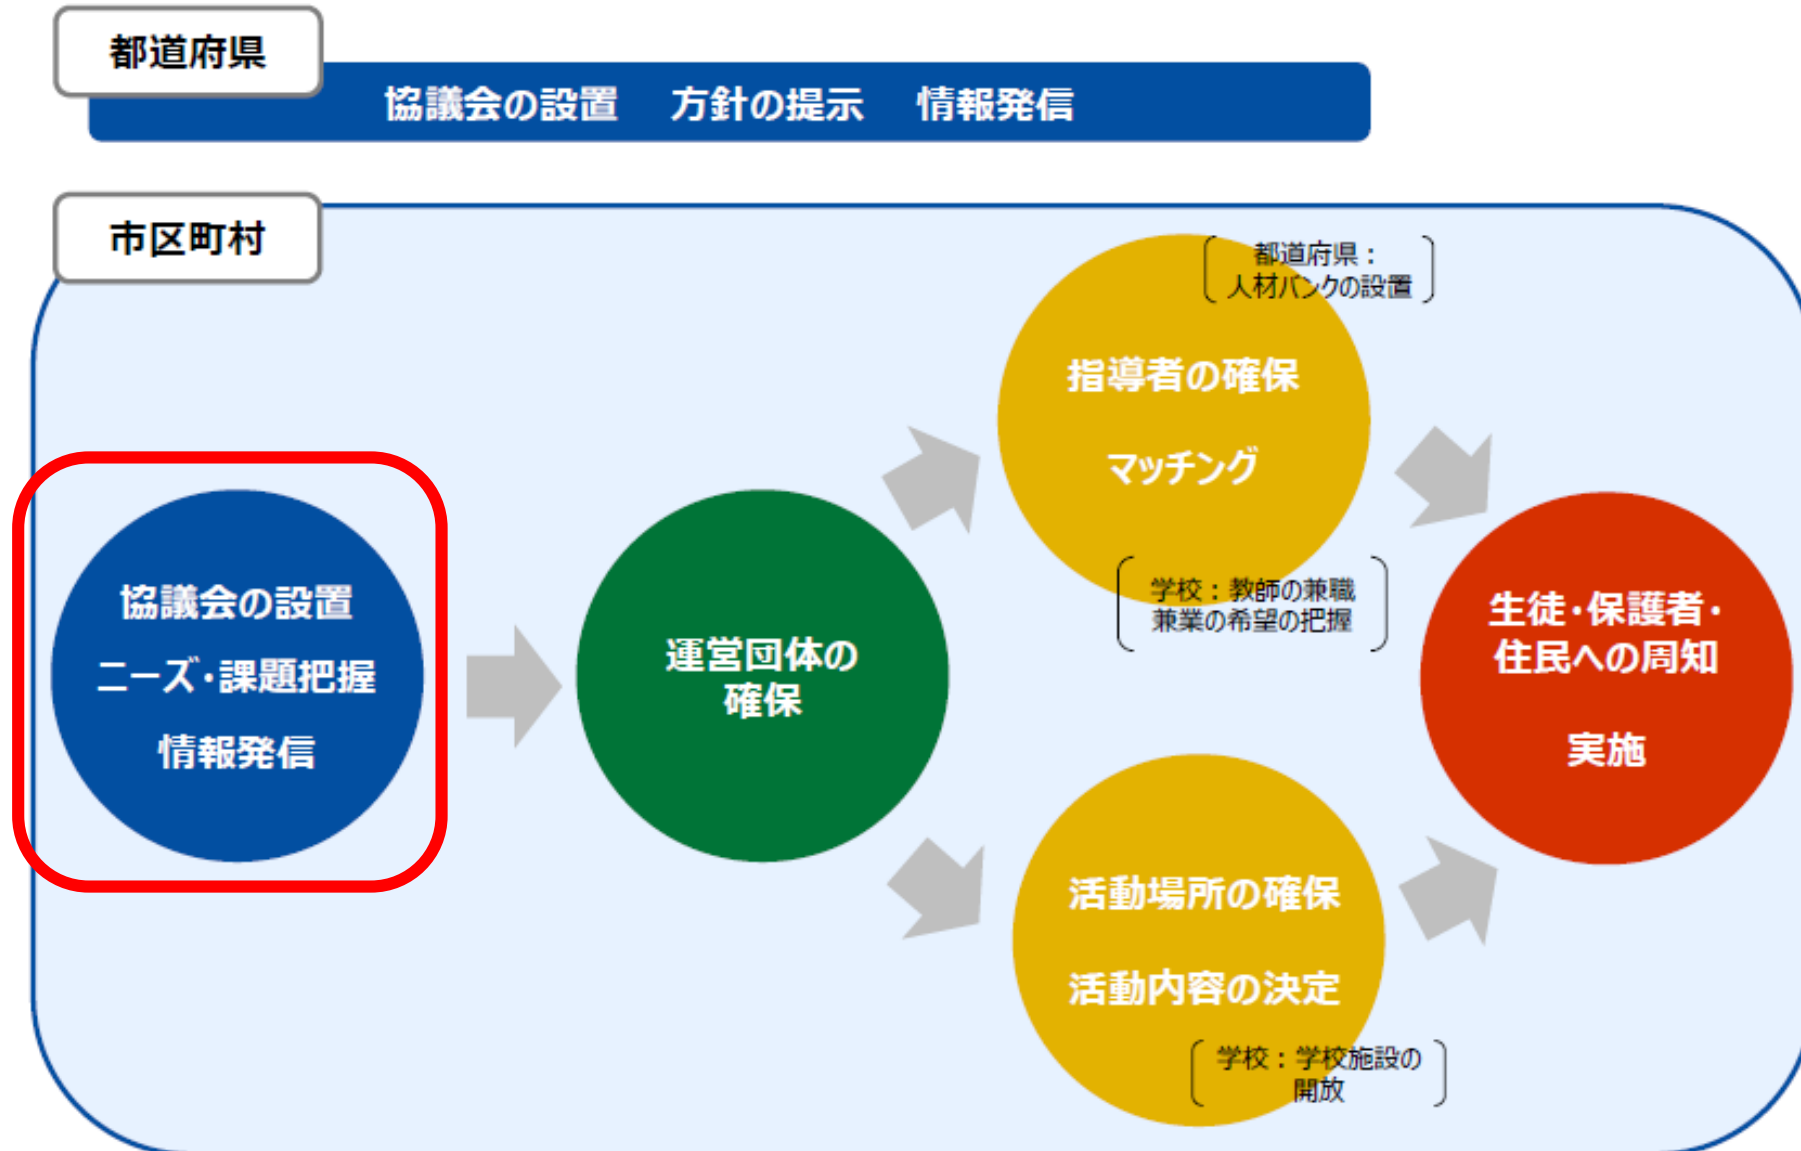 都道府県
協議会の設置 方針の提示 情報発信
市区町村
協議会の設置
ニーズ・課題把握
情報発信
運営団体の
確保
都道府県：
人材バンクの設置
指導者の確保
マッチング
学校：教師の兼職
兼業の希望の把握
活動場所の確保
活動内容の決定
学校：学校施設の
開放
生徒・保護者・
住民への周知
実施